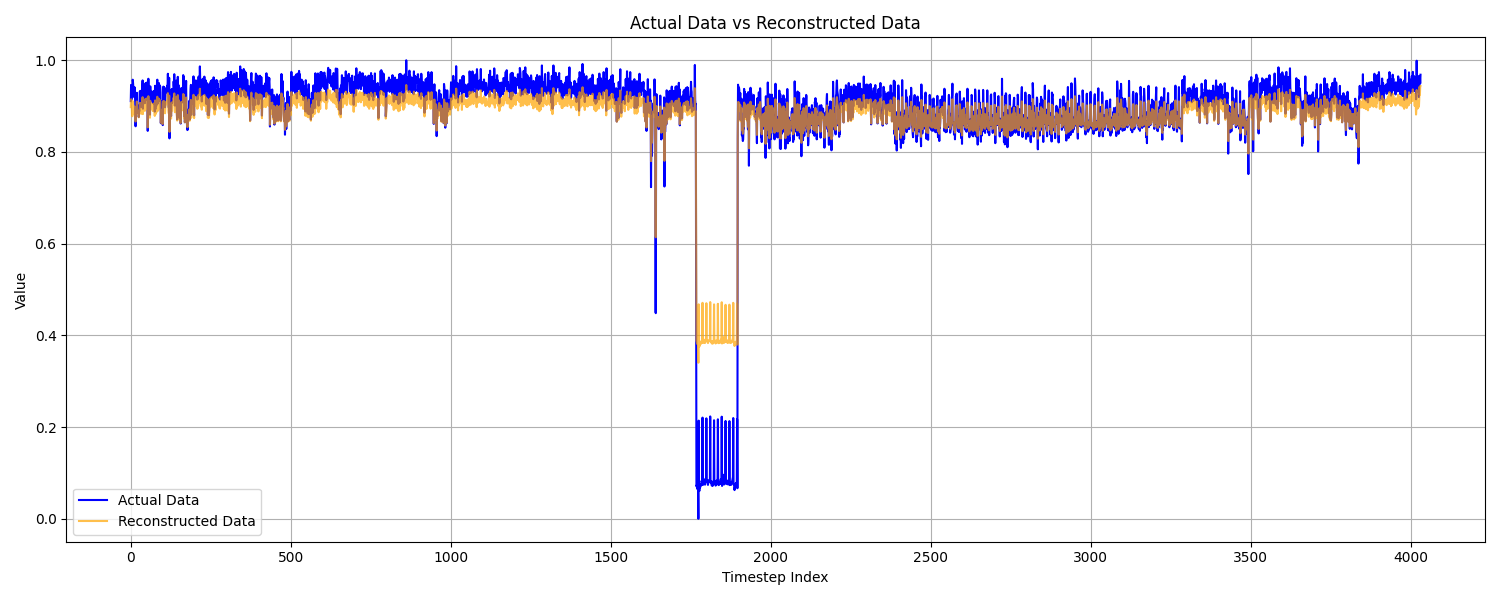 Actual Data vs Reconstructed Data
Value
1.0
0.8
0.6
0.4
0.2
0.0
Actual Data
Reconstructed Data
0 500 1000 1500 2000 2500 3000 3500 4000
Timestep Index